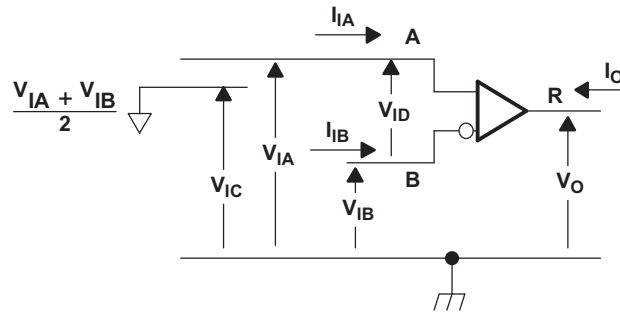 I_IA
A
V_IA + V_IB
2
V_ID
R
I_O
I_IB
V_IA
V_IC
B
V_IB
V_O